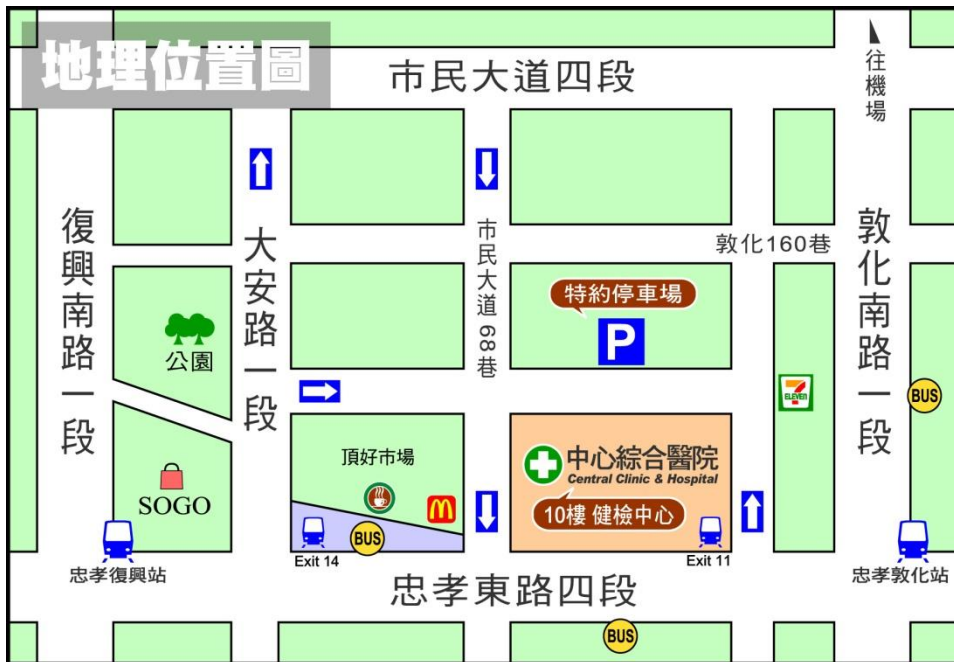 地理位置圖
市民大道四段
往機場
復興南路一段
大安路一段
市民大道 68 巷
敦化160巷
敦化南路一段
特約停車場
P
公園
7
ELEVEN
BUS
頂好市場
中心綜合醫院
Central Clinic & Hospital
10樓 健檢中心
SOGO
M
BUS
Exit 14
Exit 11
忠孝復興站
忠孝敦化站
忠孝東路四段
BUS